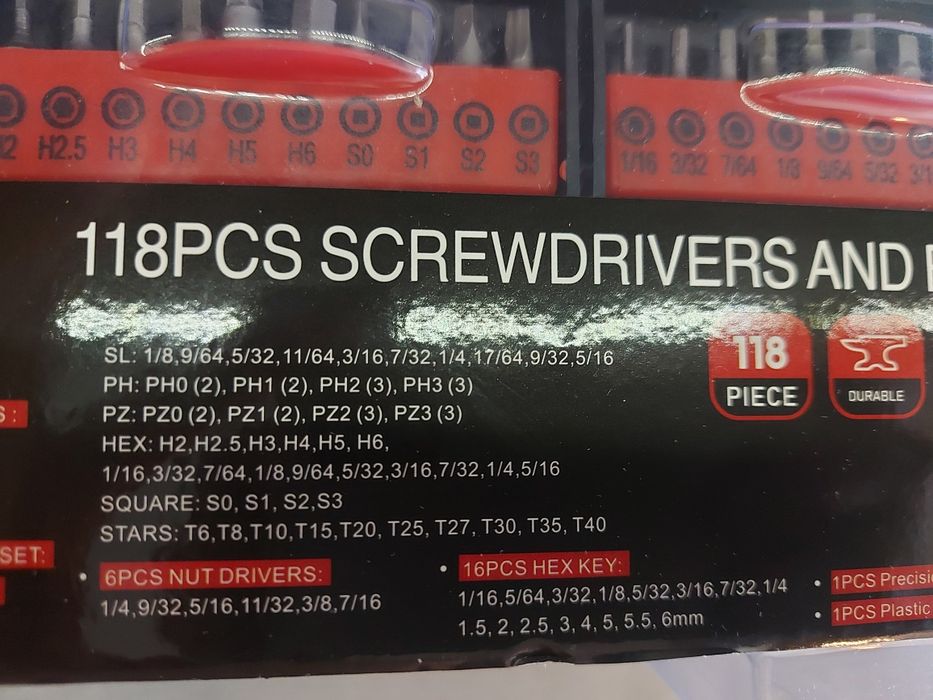 H2.5 H3 H4 H5 H6 S0 S1 S2 S3
1/16 3/32 7/64 1/8 9/64 5/32
118PCS SCREWDRIVERS AND
SL: 1/8,9/64,5/32,11/64,3/16,7/32,1/4,17/64,9/32,5/16
PH: PH0 (2), PH1 (2), PH2 (3), PH3 (3)
PZ: PZ0 (2), PZ1 (2), PZ2 (3), PZ3 (3)
HEX: H2,H2.5,H3,H4,H5, H6,
1/16,3/32,7/64,1/8,9/64,5/32,3/16,7/32,1/4,5/16
SQUARE: S0, S1, S2,S3
STARS: T6,T8,T10,T15,T20, T25, T27, T30, T35, T40
118
PIECE
DURABLE
SET:
• 6PCS NUT DRIVERS:
1/4,9/32,5/16,11/32,3/8,7/16
• 16PCS HEX KEY:
1/16,5/64,3/32,1/8,5/32,3/16,7/32,1/4
1.5, 2, 2.5, 3, 4, 5, 5.5, 6mm
• 1PCS Precisi
• 1PCS Plastic